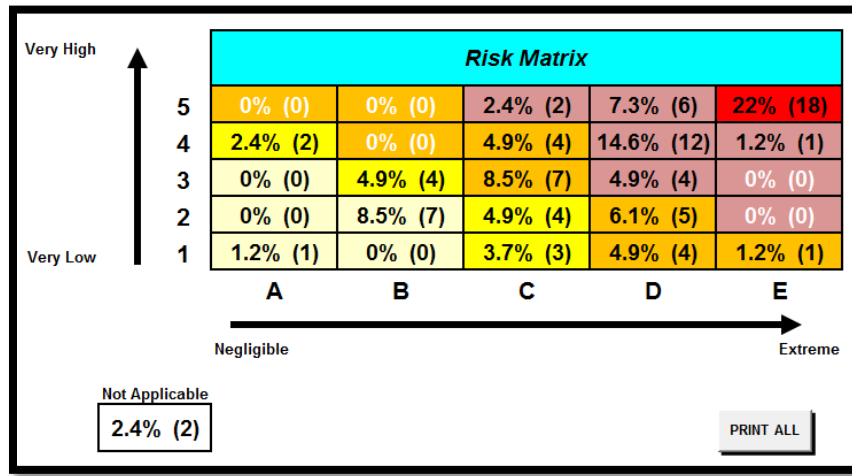 Very High
Risk Matrix
5 0% (0) 0% (0) 2.4% (2) 7.3% (6) 22% (18)
4 2.4% (2) 0% (0) 4.9% (4) 14.6% (12) 1.2% (1)
3 0% (0) 4.9% (4) 8.5% (7) 4.9% (4) 0% (0)
2 0% (0) 8.5% (7) 4.9% (4) 6.1% (5) 0% (0)
Very Low
1 1.2% (1) 0% (0) 3.7% (3) 4.9% (4) 1.2% (1)
A B C D E
Negligible Extreme
Not Applicable
2.4% (2)
PRINT ALL